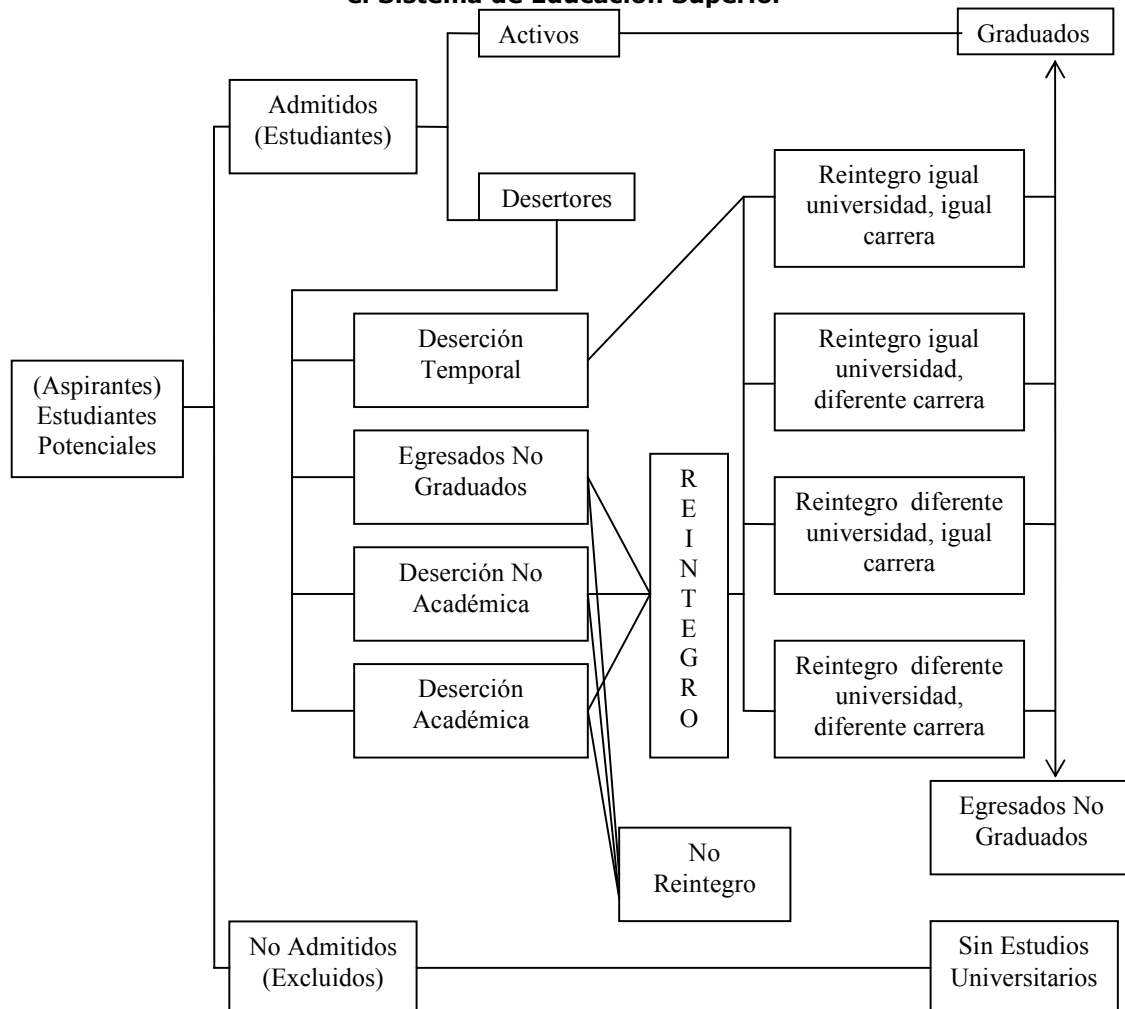 el Sistema de Educación Superior
Activos
Graduados
Admitidos
(Estudiantes)
Reintegro igual
universidad, igual
carrera
Desertores
Deserción
Temporal
Reintegro igual
universidad,
diferente carrera
(Aspirantes)
Estudiantes
Potenciales
Egresados No
Graduados
R
E
I
N
T
E
G
R
O
Reintegro  diferente
universidad, igual
carrera
Deserción No
Académica
Deserción
Académica
Reintegro  diferente
universidad,
diferente carrera
Egresados No
Graduados
No
Reintegro
No Admitidos
(Excluidos)
Sin Estudios
Universitarios